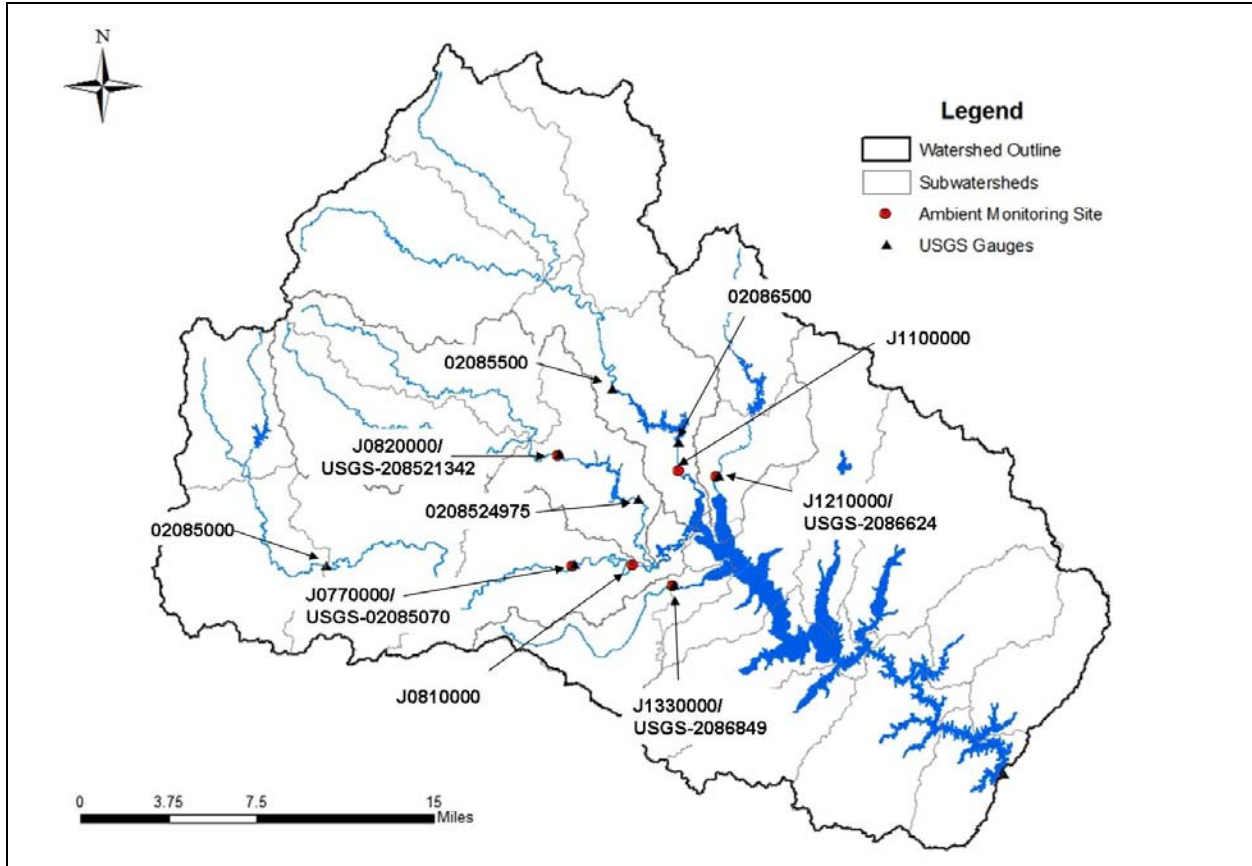 N
Legend
Watershed Outline
Subwatersheds
Ambient Monitoring Site
USGS Gauges
02086500
J1100000
02085500
J0820000/
USGS-208521342
0208524975
J1210000/
USGS-2086624
02085000
J0770000/
USGS-02085070
J0810000
J1330000/
USGS-2086849
0 3.75 7.5 15
Miles